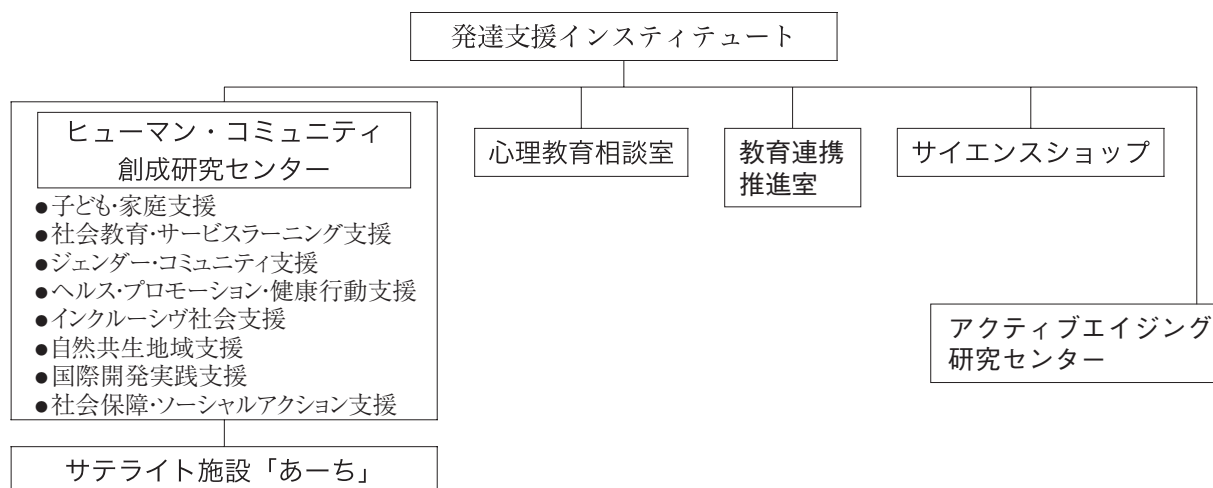 発達支援インスティテュート
ヒューマン・コミュニティ
創成研究センター
●子ども・家庭支援
●社会教育・サービスラーニング支援
●ジェンダー・コミュニティ支援
●ヘルス・プロモーション・健康行動支援
●インクルーシヴ社会支援
●自然共生地域支援
●国際開発実践支援
●社会保障・ソーシャルアクション支援
サテライト施設「あーち」
心理教育相談室
教育連携
推進室
サイエンスショップ
アクティブエイジング
研究センター